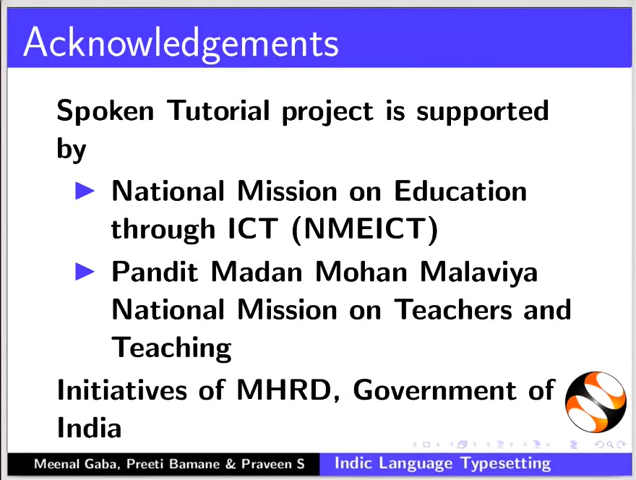 Acknowledgements
Spoken Tutorial project is supported
by
National Mission on Education
through ICT (NMEICT)
Pandit Madan Mohan Malaviya
National Mission on Teachers and
Teaching
Initiatives of MHRD, Government of
India
Meenal Gaba, Preeti Bamane & Praveen S
Indic Language Typesetting